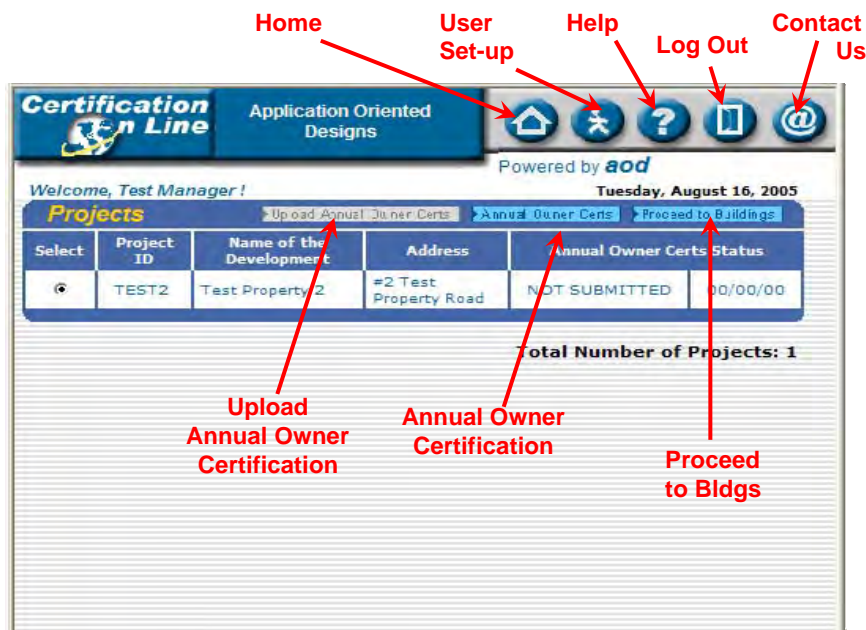 Home
User
Set-up
Help
Log Out
Contact
Us
Certification
On Line
Application Oriented
Designs
Powered by aod
Welcome, Test Manager !
Tuesday, August 16, 2005
Projects
Upload Annual Owner Certs
Annual Owner Certs
Proceed to Buildings
Select
Project
ID
Name of the
Development
Address
Annual Owner Certs Status
TEST2
Test Property 2
#2 Test
Property Road
NOT SUBMITTED
00/00/00
Total Number of Projects: 1
Upload
Annual Owner
Certification
Annual Owner
Certification
Proceed
to Bldgs